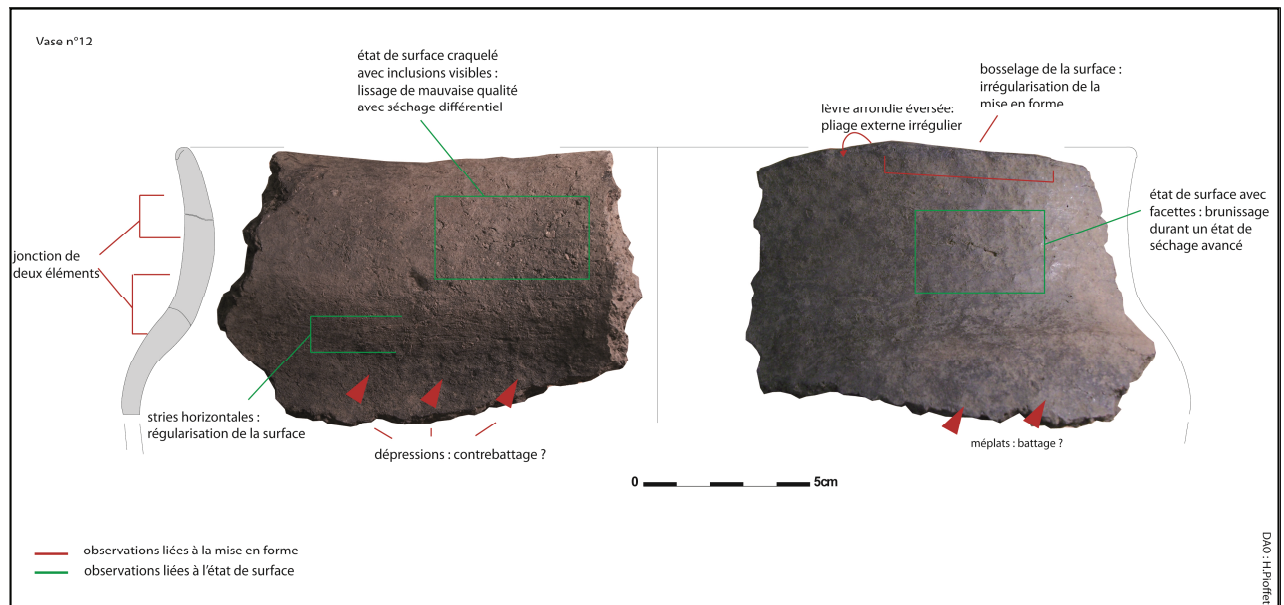 Vase n°12
état de surface craquelé
avec inclusions visibles :
lissage de mauvaise qualité
avec séchage différentiel
bosselage de la surface :
irrégularisation de la
mise en forme
lèvre arrondie éversée:
pliage externe irrégulier
état de surface avec
facettes : brunissage
durant un état de
séchage avancé
jonction de
deux éléments
stries horizontales :
régularisation de la surface
dépressions : contrebattage ?
méplats : battage ?
0 5cm
observations liées à la mise en forme
observations liées à l'état de surface
DAO : H.Pioffet